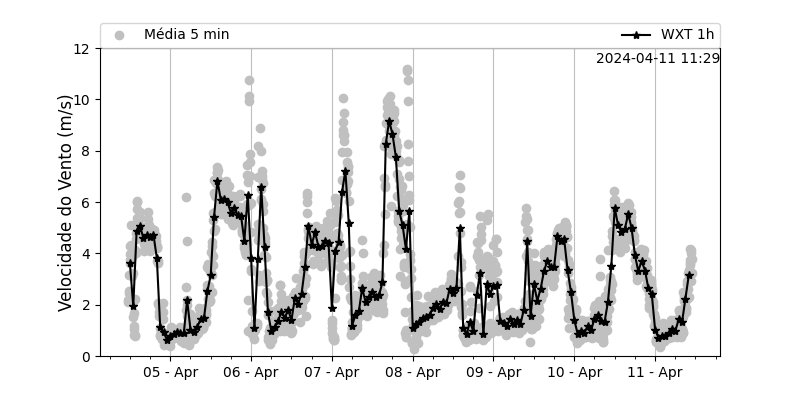 Média 5 min
WXT 1h
2024-04-11 11:29
Velocidade do Vento (m/s)
12
10
8
6
4
2
0
05 - Apr
06 - Apr
07 - Apr
08 - Apr
09 - Apr
10 - Apr
11 - Apr